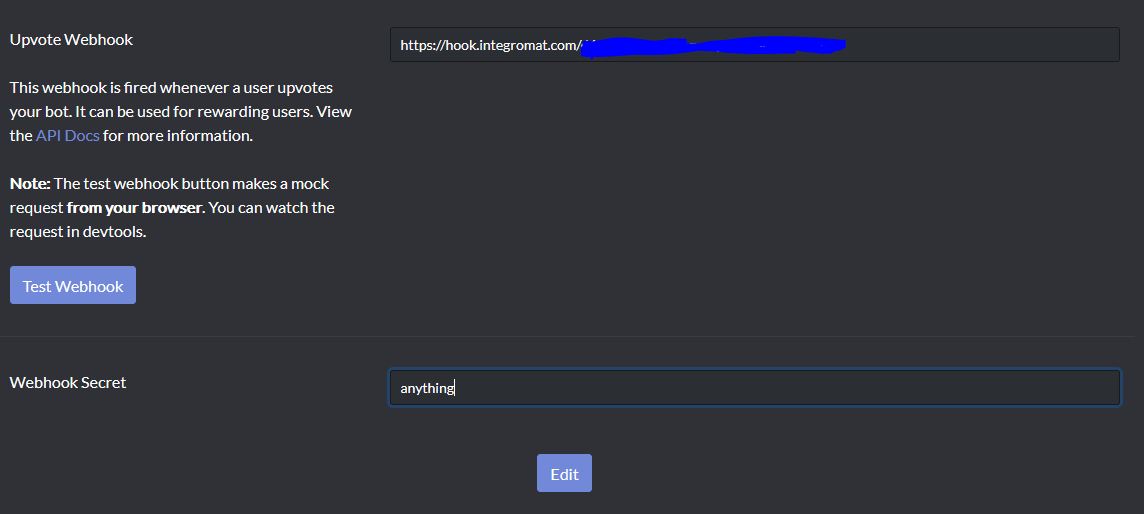 Upvote Webhook
https://hook.integromat.com/
This webhook is fired whenever a user upvotes
your bot. It can be used for rewarding users. View
the API Docs for more information.
Note: The test webhook button makes a mock
request from your browser. You can watch the
request in devtools.
Test Webhook
Webhook Secret
anything
Edit